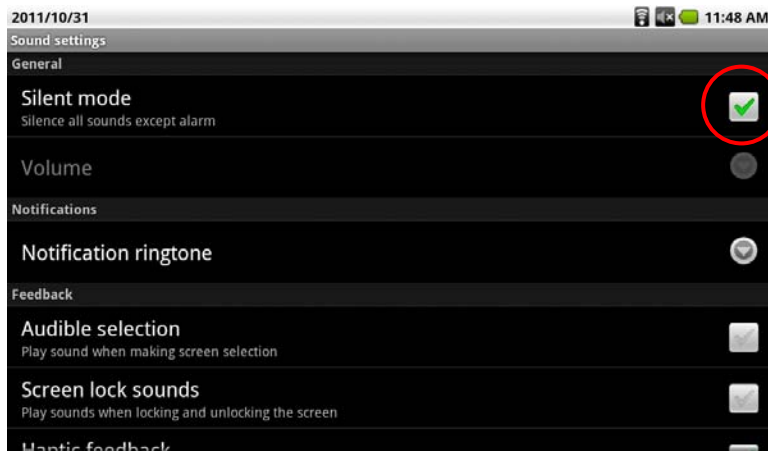 2011/10/31 11:48 AM
Sound settings
General
Silent mode
Silence all sounds except alarm
Volume
Notifications
Notification ringtone
Feedback
Audible selection
Play sound when making screen selection
Screen lock sounds
Play sounds when locking and unlocking the screen
Haptic feedback